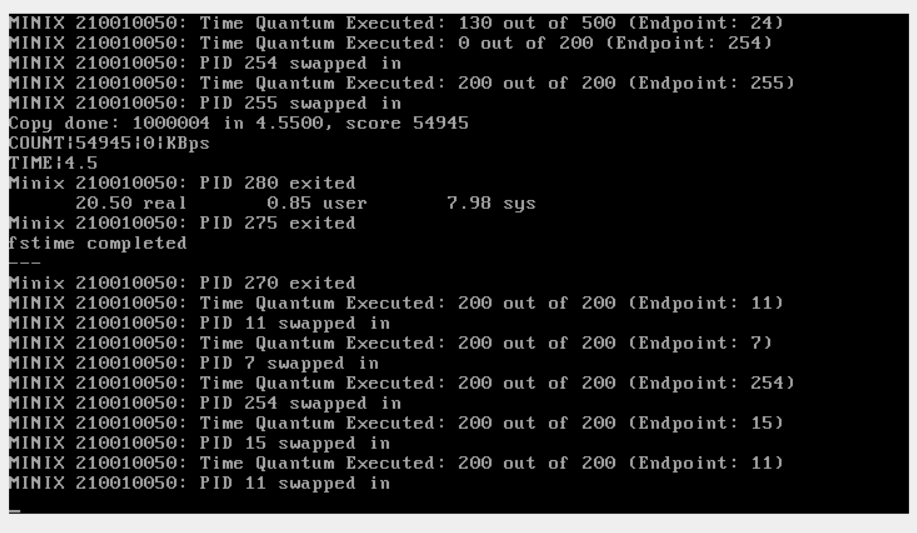 MINIX 210010050: Time Quantum Executed: 130 out of 500 (Endpoint: 24)
MINIX 210010050: Time Quantum Executed: 0 out of 200 (Endpoint: 254)
MINIX 210010050: PID 254 swapped in
MINIX 210010050: Time Quantum Executed: 200 out of 200 (Endpoint: 255)
MINIX 210010050: PID 255 swapped in
Copy done: 1000004 in 4.5500, score 54945
COUNT|54945|0|KBps
TIME|4.5
Minix 210010050: PID 280 exited
      20.50 real       0.85 user       7.98 sys
Minix 210010050: PID 275 exited
fstime completed
---
Minix 210010050: PID 270 exited
MINIX 210010050: Time Quantum Executed: 200 out of 200 (Endpoint: 11)
MINIX 210010050: PID 11 swapped in
MINIX 210010050: Time Quantum Executed: 200 out of 200 (Endpoint: 7)
MINIX 210010050: PID 7 swapped in
MINIX 210010050: Time Quantum Executed: 200 out of 200 (Endpoint: 254)
MINIX 210010050: PID 254 swapped in
MINIX 210010050: Time Quantum Executed: 200 out of 200 (Endpoint: 15)
MINIX 210010050: PID 15 swapped in
MINIX 210010050: Time Quantum Executed: 200 out of 200 (Endpoint: 11)
MINIX 210010050: PID 11 swapped in